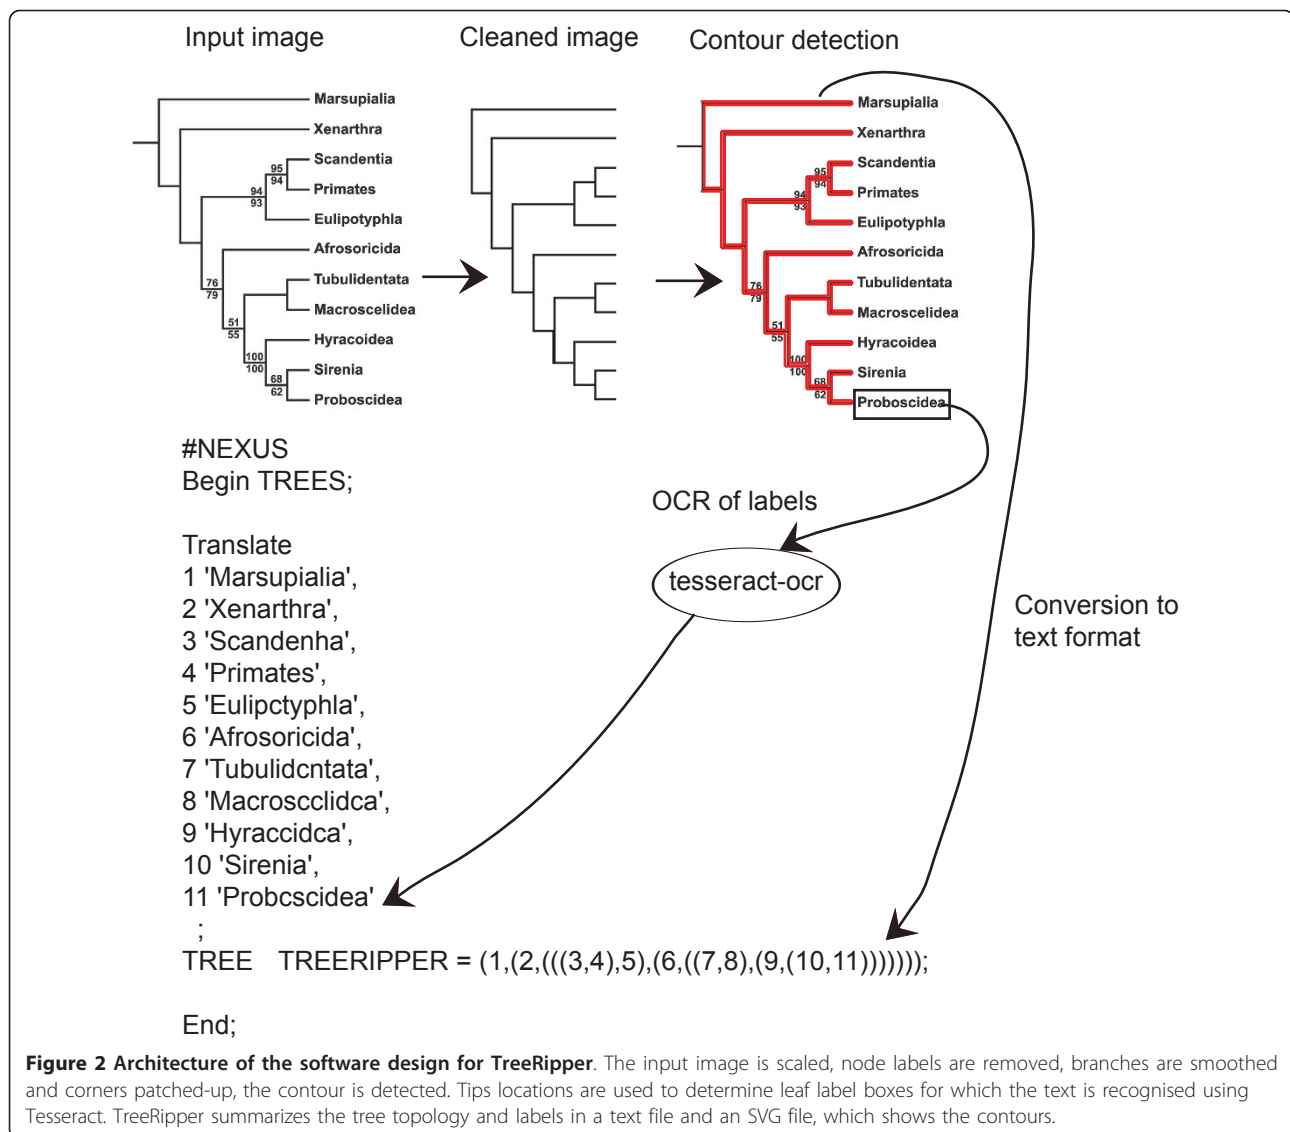 Input image
Cleaned image
Contour detection
Marsupialia
Xenarthra
Scandentia
95
94
Primates
94
93
Eulipotyphla
Afrosoricida
76
79
Tubulidentata
Macroscelidea
51
55
Hyracoidea
100
100
Sirenia
68
62
Proboscidea
Marsupialia
Xenarthra
Scandentia
95
94
Primates
94
93
Eulipotyphla
Afrosoricida
76
79
Tubulidentata
Macroscelidea
51
55
Hyracoidea
100
100
Sirenia
68
62
Proboscidea
#NEXUS
Begin TREES;
Translate
1 'Marsupialia',
2 'Xenarthra',
3 'Scandenha',
4 'Primates',
5 'Eulipctyphla',
6 'Afrosoricida',
7 'Tubulidcntata',
8 'Macroscclidca',
9 'Hyraccidca',
10 'Sirenia',
11 'Probcscidea'
;
TREE TREERIPPER = (1,(2,(((3,4),5),(6,((7,8),(9,(10,11)))))));
End;
OCR of labels
tesseract-ocr
Conversion to
text format
Figure 2 Architecture of the software design for TreeRipper. The input image is scaled, node labels are removed, branches are smoothed
and corners patched-up, the contour is detected. Tips locations are used to determine leaf label boxes for which the text is recognised using
Tesseract. TreeRipper summarizes the tree topology and labels in a text file and an SVG file, which shows the contours.